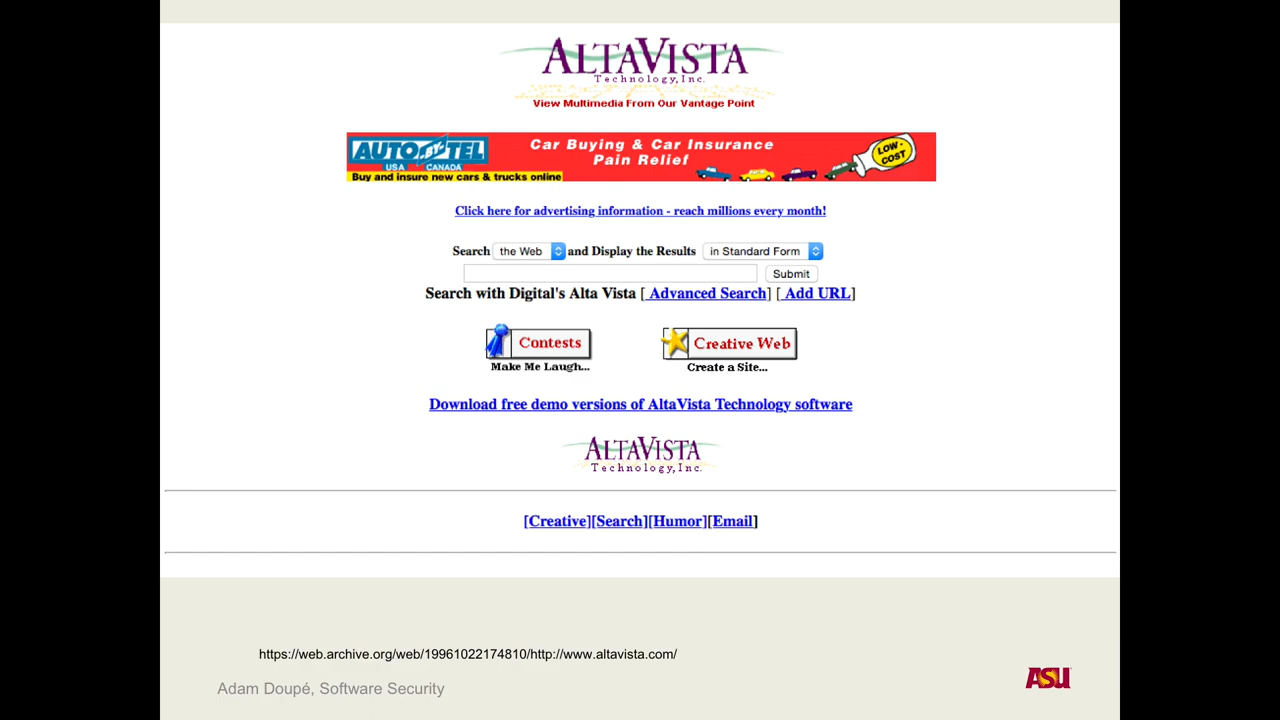 ALTAVISTA
Technology, Inc.
View Multimedia From Our Vantage Point
AUTO BY TEL
USA CANADA
Buy and insure new cars & trucks online
Car Buying & Car Insurance
Pain Relief
LOW-
COST
Click here for advertising information - reach millions every month!
Search the Web and Display the Results in Standard Form
Submit
Search with Digital's Alta Vista [ Advanced Search] [ Add URL]
Contests
Make Me Laugh...
Creative Web
Create a Site...
Download free demo versions of AltaVista Technology software
ALTAVISTA
Technology, Inc.
[Creative][Search][Humor][Email]
https://web.archive.org/web/19961022174810/http://www.altavista.com/
Adam Doupé, Software Security
ASU